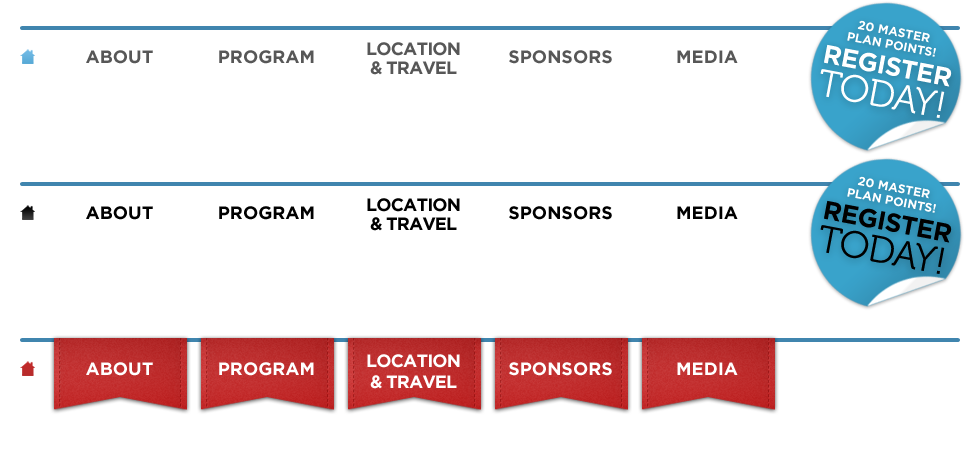 ABOUT PROGRAM LOCATION & TRAVEL SPONSORS MEDIA
20 MASTER
PLAN POINTS!
REGISTER
TODAY!
ABOUT PROGRAM LOCATION & TRAVEL SPONSORS MEDIA
20 MASTER
PLAN POINTS!
REGISTER
TODAY!
ABOUT PROGRAM LOCATION & TRAVEL SPONSORS MEDIA